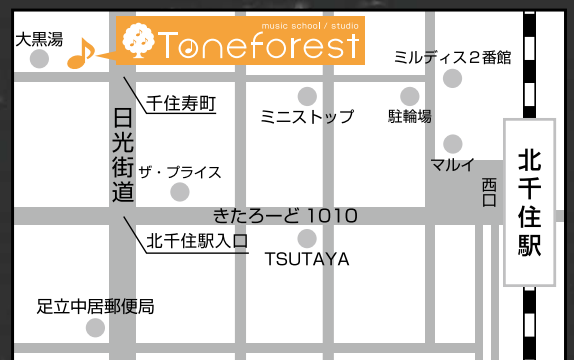 music school / studio
Toneforest
大黒湯
ミルディス２番館
千住寿町
ミニストップ
駐輪場
日光街道
北千住駅
マルイ
ザ・プライス
西口
きたろーど 1010
北千住駅入口
TSUTAYA
足立中居郵便局